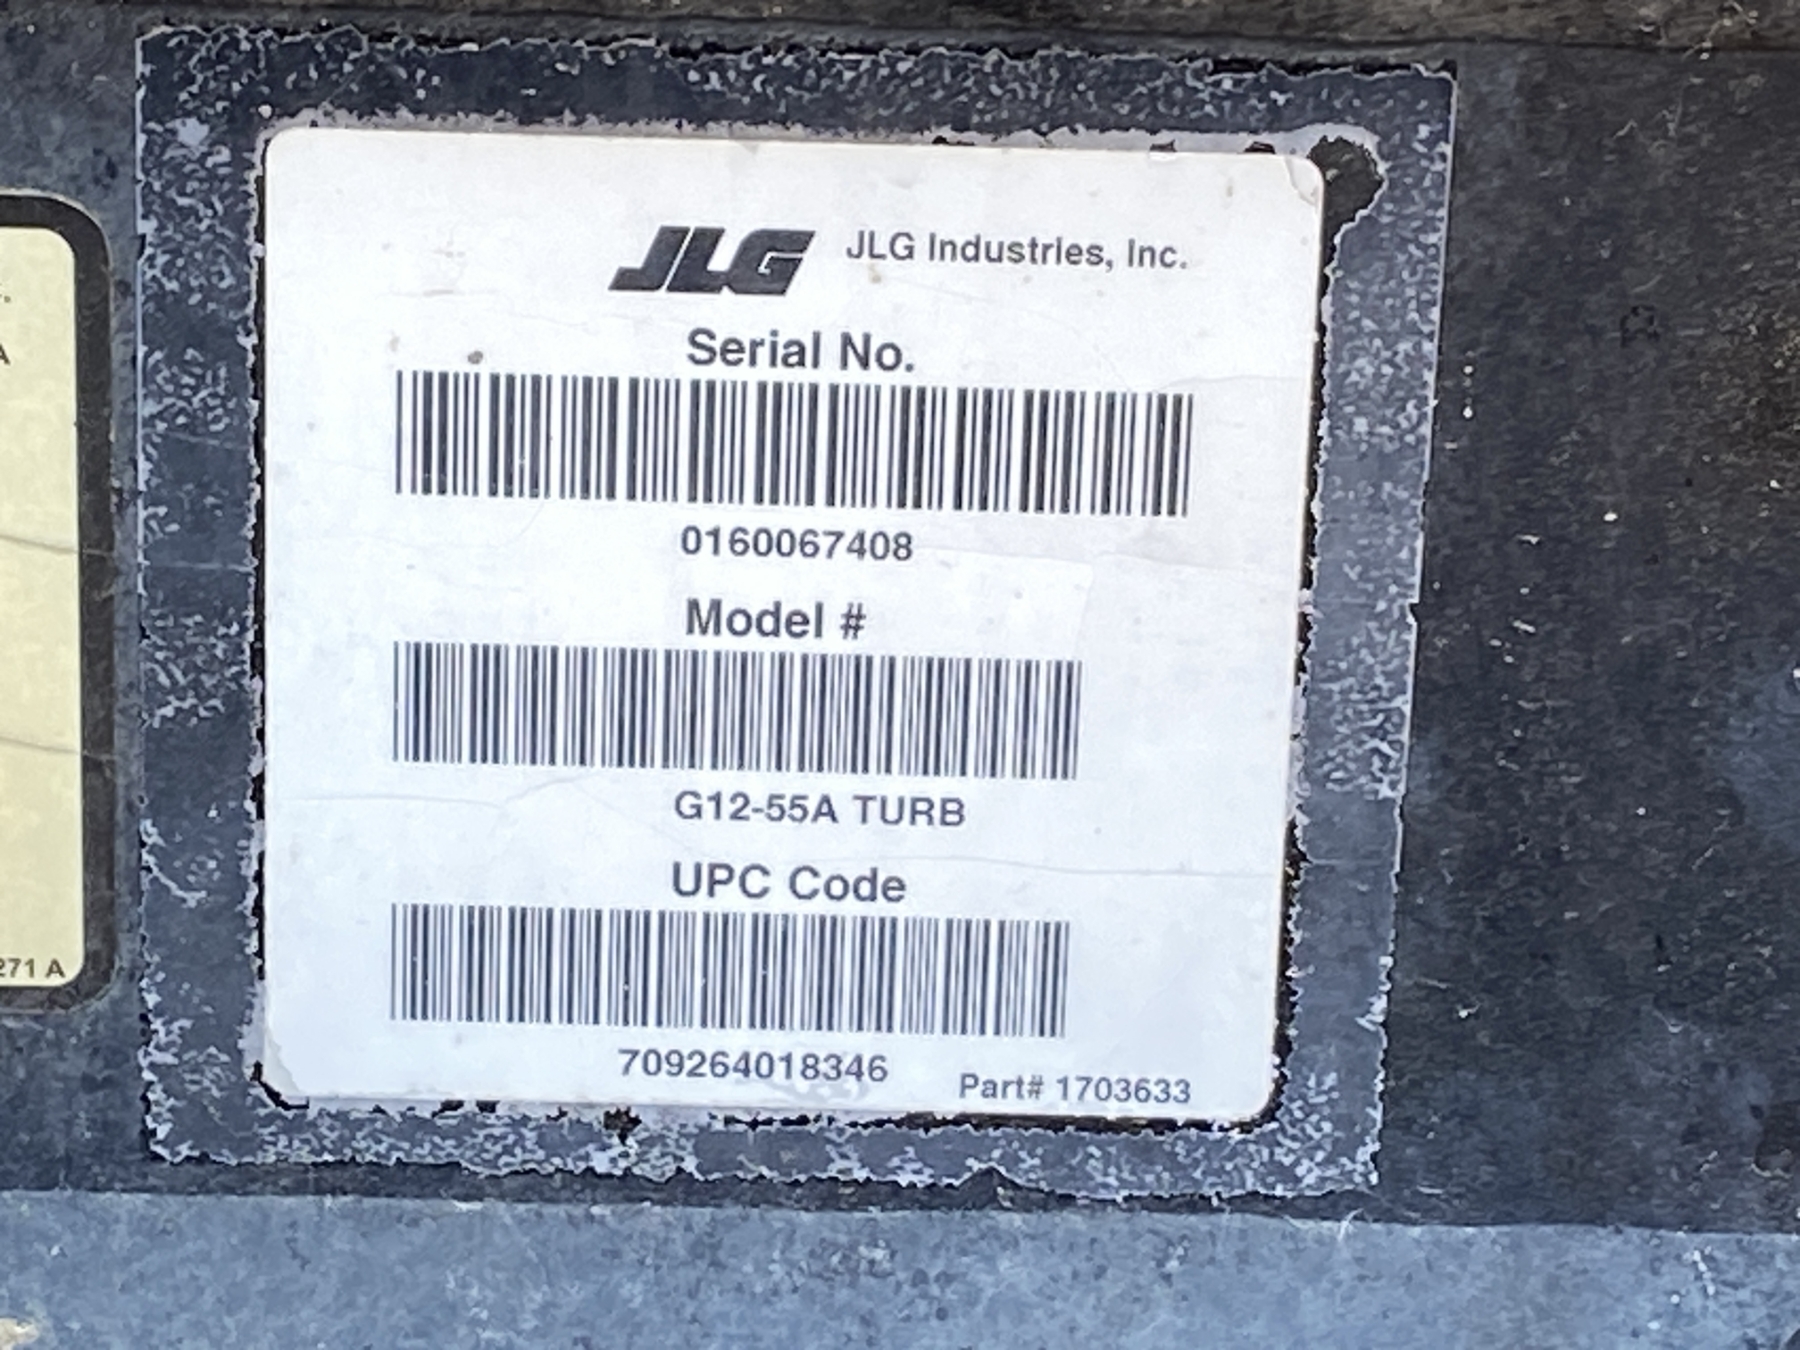 JLG JLG Industries, Inc.
Serial No.
0160067408
Model #
G12-55A TURB
UPC Code
709264018346
Part# 1703633
A
271 A